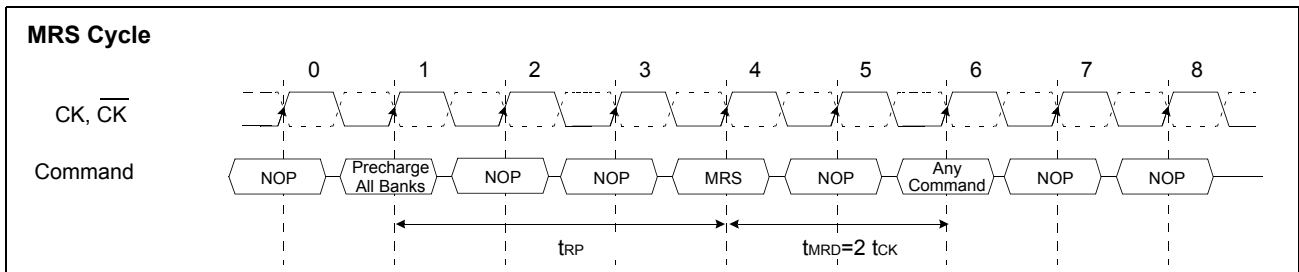 MRS Cycle
0 1 2 3 4 5 6 7 8
CK, C̅K̅
Command
NOP Precharge All Banks NOP NOP MRS NOP Any Command NOP NOP
tRP tMRD=2 tCK